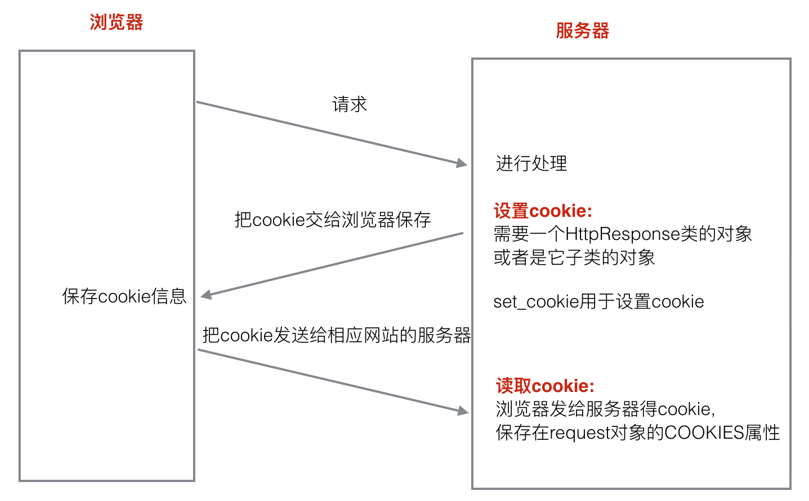 浏览器
服务器
请求
进行处理
设置cookie:
把cookie交给浏览器保存
需要一个HttpResponse类的对象
或者是它子类的对象
保存cookie信息
set_cookie用于设置cookie
把cookie发送给相应网站的服务器
读取cookie:
浏览器发给服务器得cookie,
保存在request对象的COOKIES属性